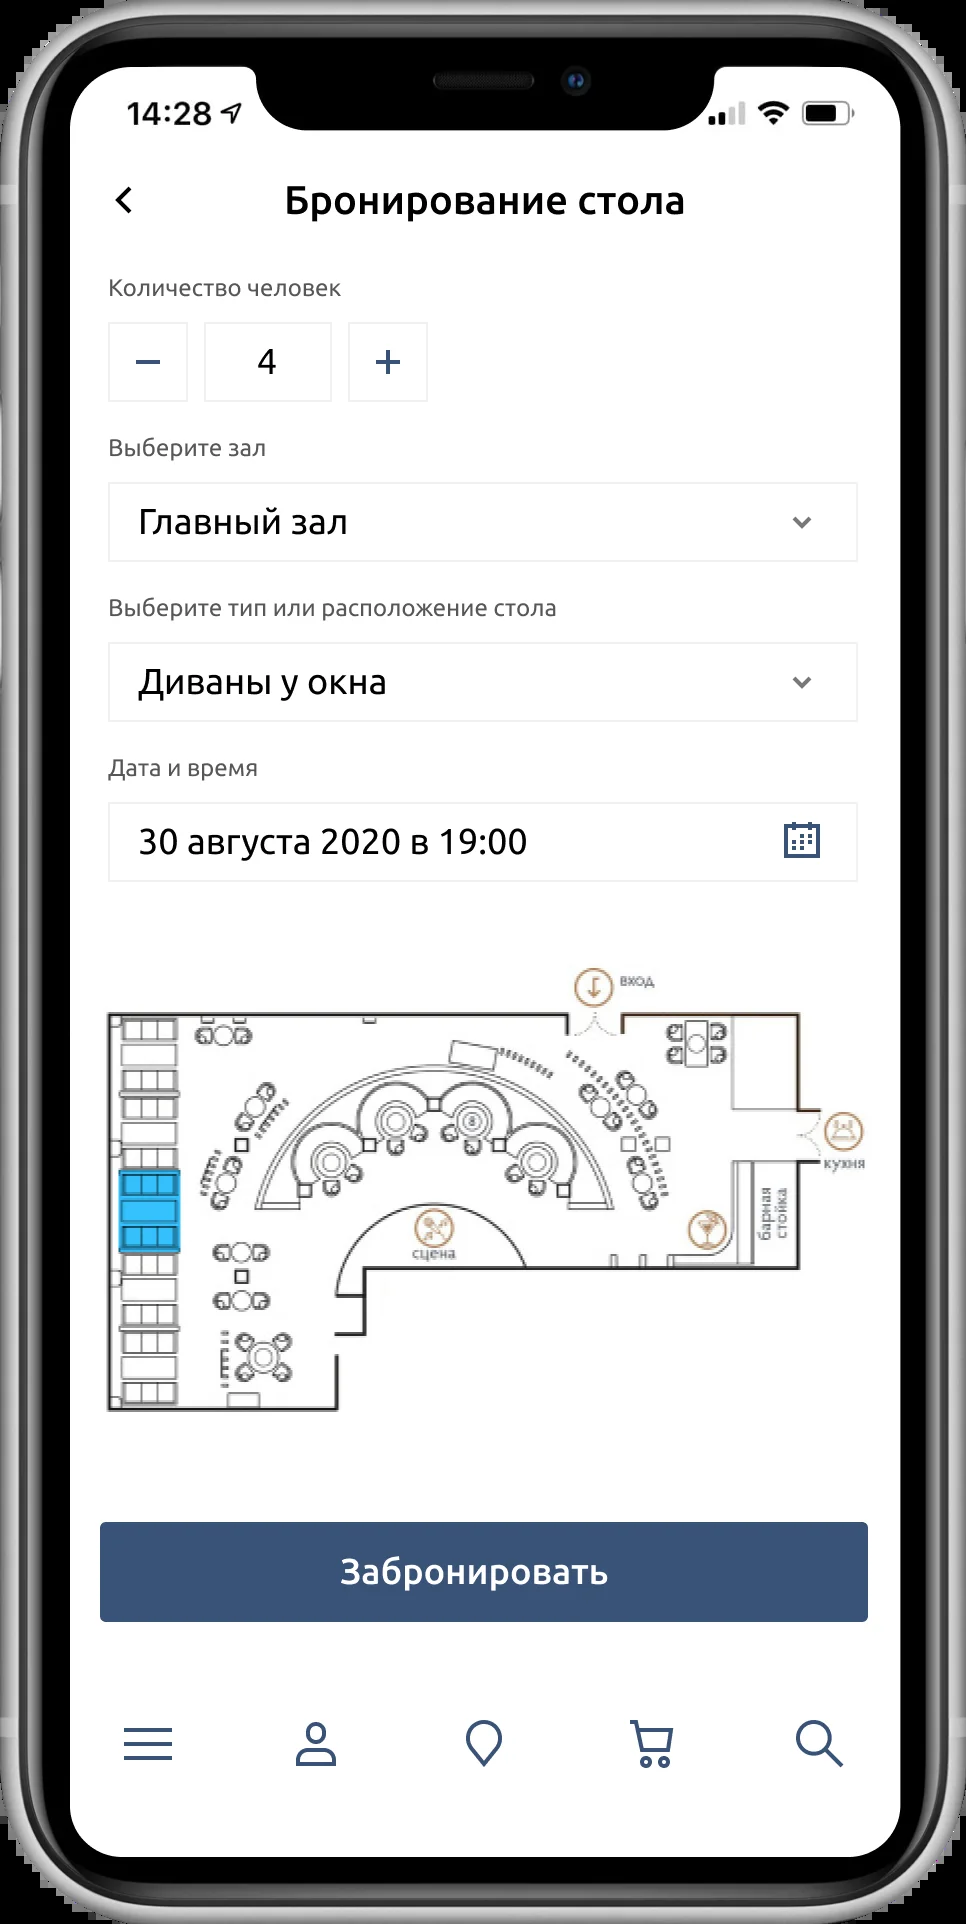 14:28
Бронирование стола
Количество человек
4
Выберите зал
Главный зал
Выберите тип или расположение стола
Диваны у окна
Дата и время
30 августа 2020 в 19:00
вход
кухня
барная
стойка
сцена
Забронировать